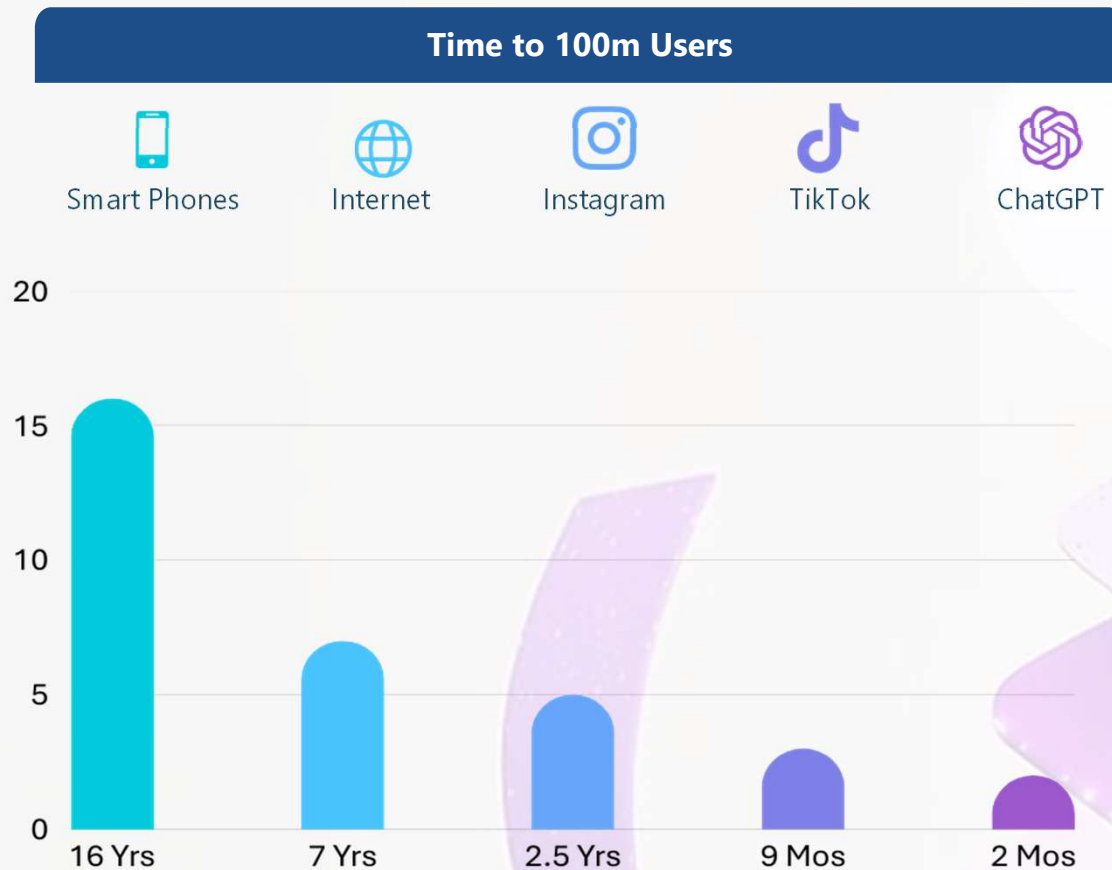 Time to 100m Users
Smart Phones Internet Instagram TikTok ChatGPT
20
15
10
5
0
16 Yrs 7 Yrs 2.5 Yrs 9 Mos 2 Mos